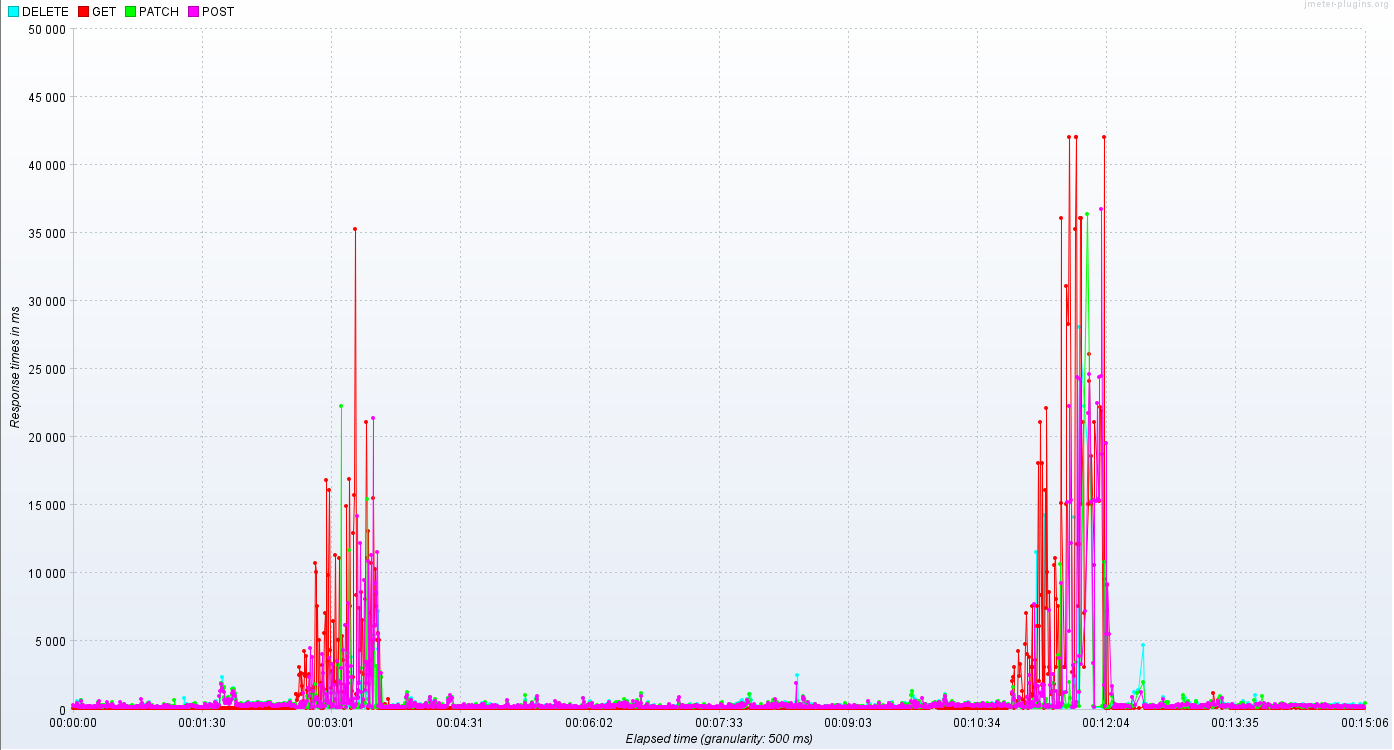 DELETE GET PATCH POST
jmeter-plugins.org
50 000
45 000
40 000
35 000
30 000
25 000
20 000
15 000
10 000
5 000
0
Response times in ms
00:00:00 00:01:30 00:03:01 00:04:31 00:06:02 00:07:33 00:09:03 00:10:34 00:12:04 00:13:35 00:15:06
Elapsed time (granularity: 500 ms)